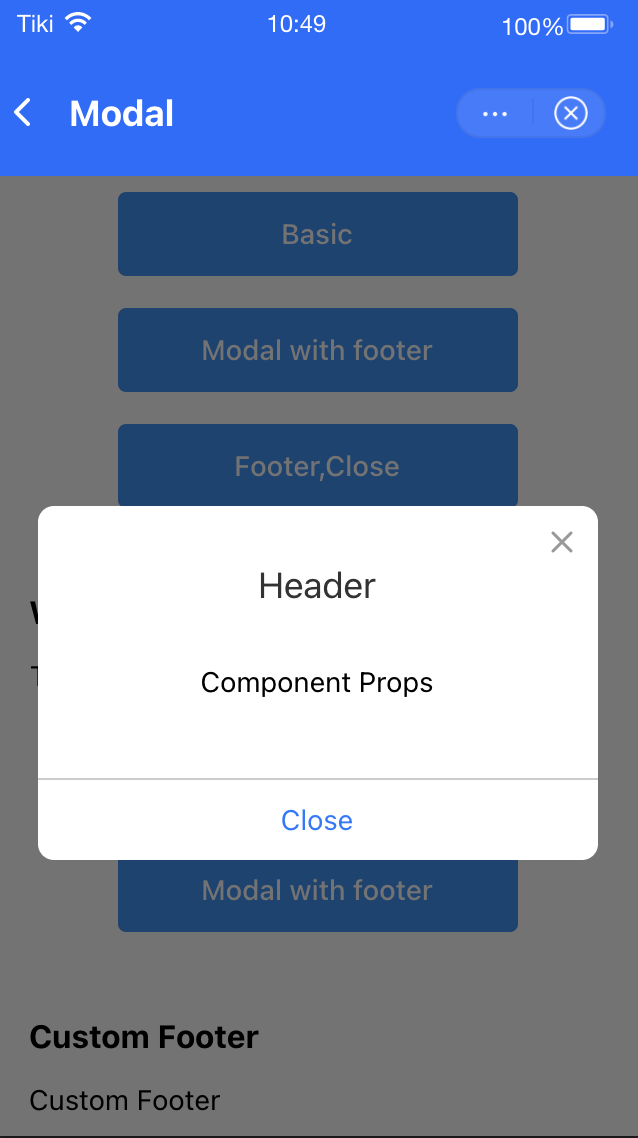 Tiki 10:49 100%
Modal
Basic
Modal with footer
Footer,Close
Header
Component Props
Close
Modal with footer
Custom Footer
Custom Footer